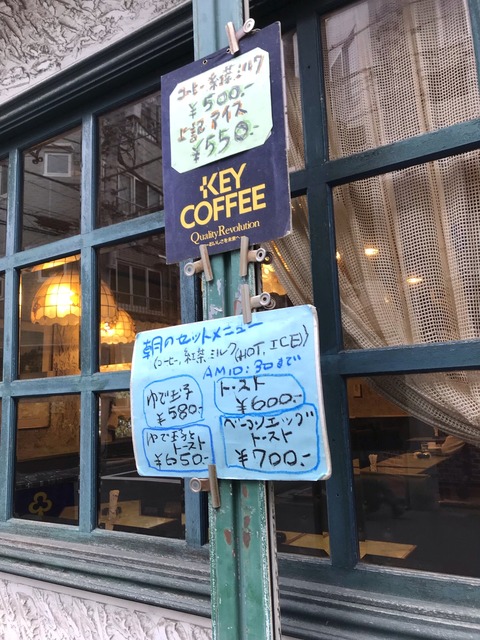 コーヒー 紅茶 ミルク
¥500.-
上記 アイス
¥550.-
KEY
COFFEE
Quality Revolution
朝のセットメニュー
(コーヒー, 紅茶, ミルク(HOT, ICE)
AM10:30まで
ゆで玉子
¥580.-
トースト
¥600.-
ゆで玉子と
トースト
¥650.-
ベーコンエッグ
トースト
¥700.-